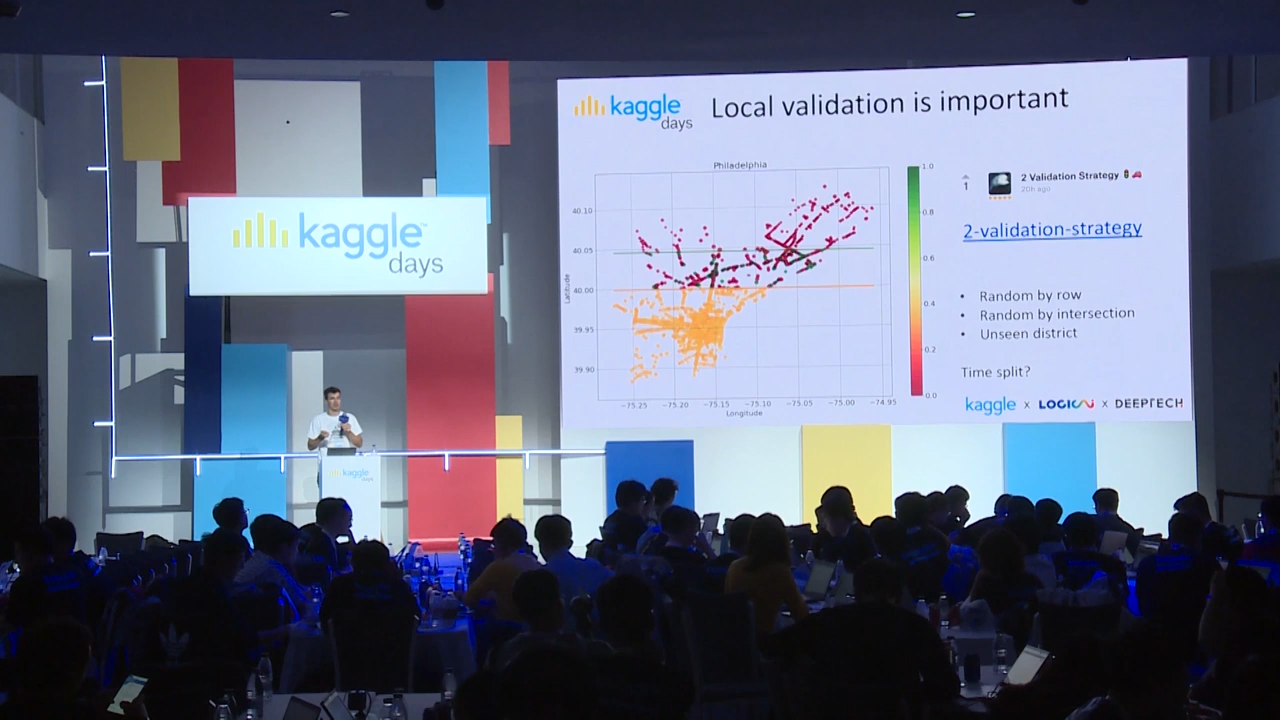 kaggle
days
kaggle
days
kaggle
days
Local validation is important
Philadelphia
40.10
40.05
40.00
39.95
39.90
Latitude
−75.25
−75.20
−75.15
−75.10
−75.05
−75.00
−74.95
Longitude
1.0
0.8
0.6
0.4
0.2
0.0
1
2 Validation Strategy 🚦🚗
20h ago
2-validation-strategy
• Random by row
• Random by intersection
• Unseen district
Time split?
kaggle x LOGIC x DEEPTECH